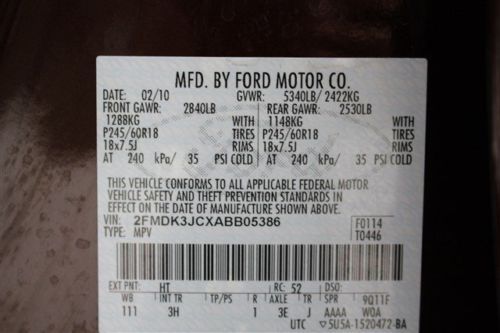 MFD. BY FORD MOTOR CO.
DATE: 02/10 GVWR: 5340LB/ 2422KG
FRONT GAWR: 2840LB REAR GAWR: 2530LB
1288KG WITH 1148KG WITH
P245/60R18 TIRES P245/60R18 TIRES
18x7.5J RIMS 18x7.5J RIMS
AT 240 kPa/ 35 PSI COLD AT 240 kPa/ 35 PSI COLD
THIS VEHICLE CONFORMS TO ALL APPLICABLE FEDERAL MOTOR
VEHICLE SAFETY AND THEFT PREVENTION STANDARDS IN EFFECT
ON THE DATE OF MANUFACTURE SHOWN ABOVE.
VIN: 2FMDK3JCXABB05386 F0114
TYPE: MPV T0446
EXT PNT: HT RC: 52 DSO:
WB INT TR TP/PS R AXLE TR SPR 9Q11F
111 3H 1 3E J AAAA W0A
UTC 5U5A-1520472-BA